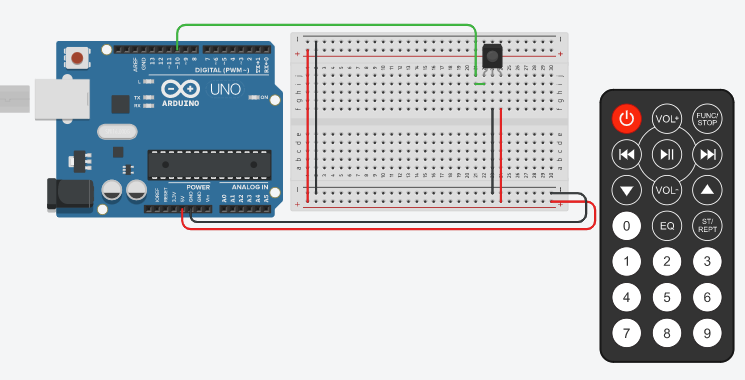 AREF
GND
13
12
~11
~10
~9
8
7
~6
~5
4
~3
2
TX→1
RX←0
DIGITAL (PWM~)
L
TX
RX
UNO
ARDUINO
ON
POWER
ANALOG IN
IOREF
RESET
3.3V
5V
GND
GND
Vin
A0
A1
A2
A3
A4
A5
a b c d e
VOL+
FUNC/
STOP
VOL-
0
EQ
ST/
REPT
1 2 3
4 5 6
7 8 9